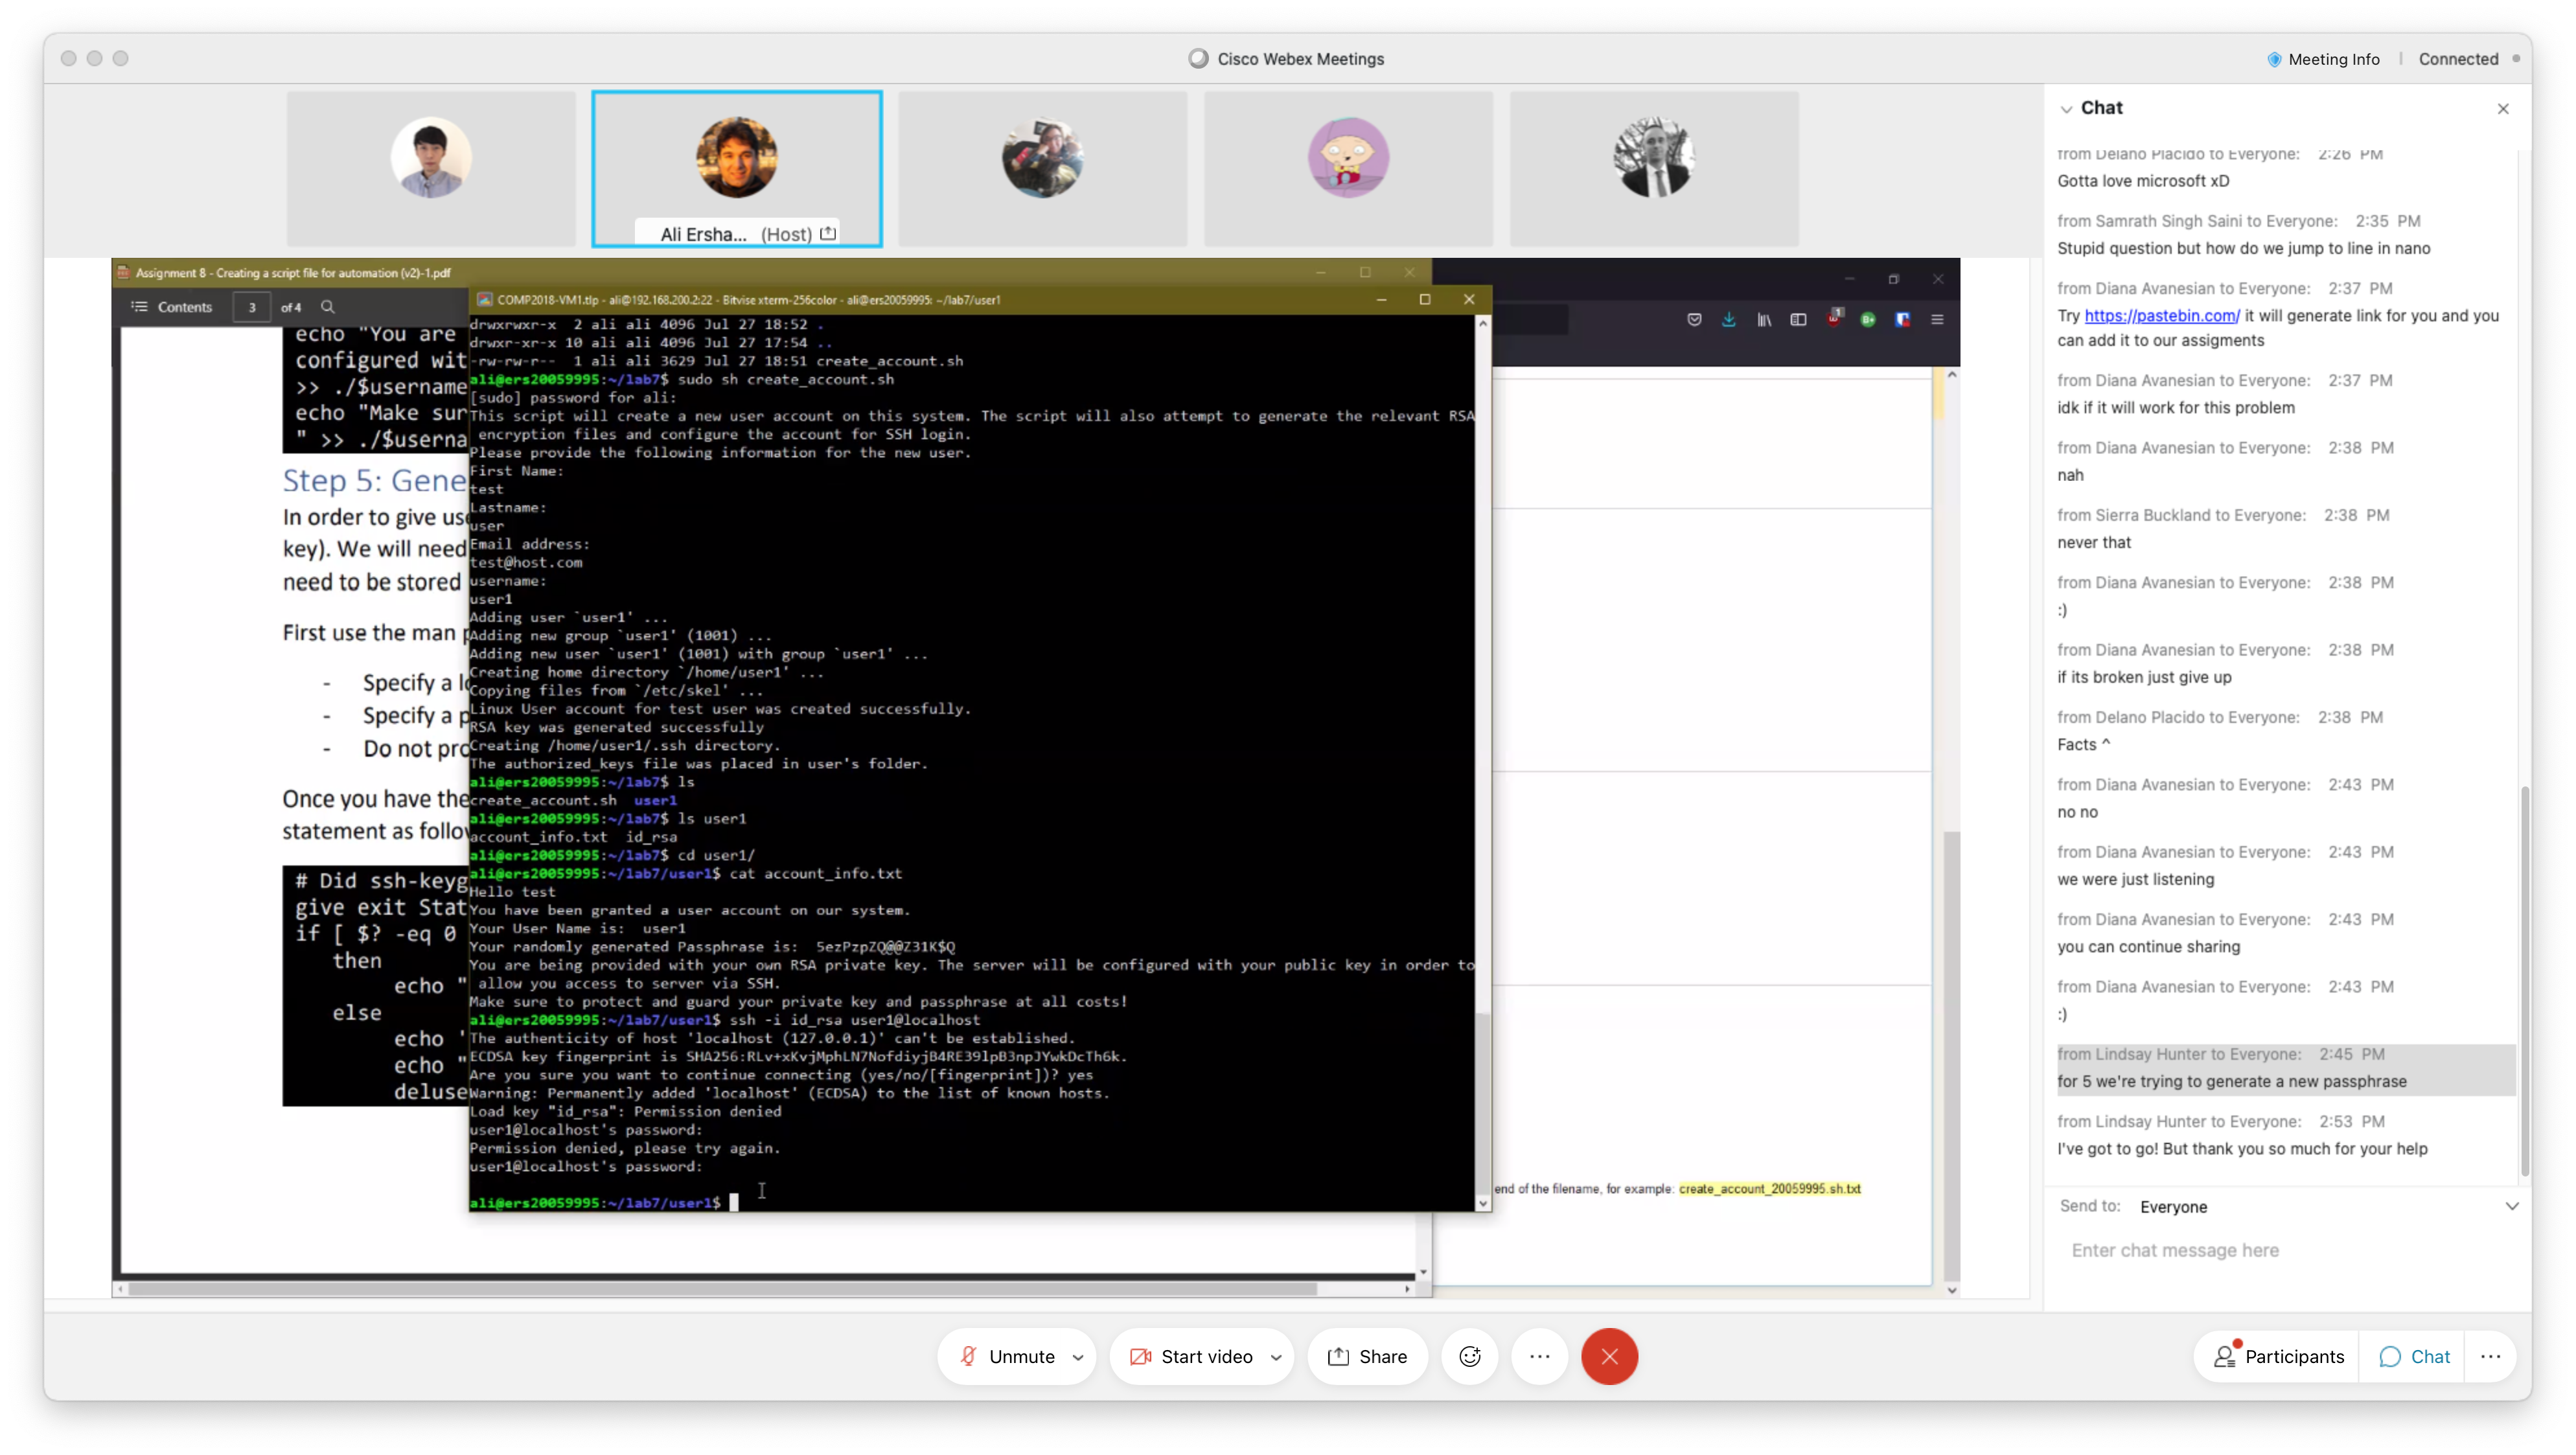 Cisco Webex Meetings
Meeting Info
Connected
Ali Ersha... (Host)
Assignment 8 - Creating a script file for automation (v2)-1.pdf
Contents
3
of 4
echo "You are
configured wit
>> ./$username
echo "Make sur
" >> ./$userna
Step 5: Gene
In order to give use
key). We will need
need to be stored
First use the man p
- Specify a lo
- Specify a p
- Do not pro
Once you have the
statement as follow
# Did ssh-keyg
give exit Stat
if [ $? -eq 0
then
echo "
else
echo '
echo "
deluse
COMP2018-VM1.tlp - ali@192.168.200.2:22 - Bitvise xterm-256color - ali@ers20059995: ~/lab7/user1
drwxrwxr-x 2 ali ali 4096 Jul 27 18:52 .
drwxr-xr-x 10 ali ali 4096 Jul 27 17:54 ..
-rw-rw-r-- 1 ali ali 3629 Jul 27 18:51 create_account.sh
ali@ers20059995:~/lab7$ sudo sh create_account.sh
[sudo] password for ali:
This script will create a new user account on this system. The script will also attempt to generate the relevant RSA
encryption files and configure the account for SSH login.
Please provide the following information for the new user.
First Name:
test
Lastname:
user
Email address:
test@host.com
username:
user1
Adding user `user1' ...
Adding new group `user1' (1001) ...
Adding new user `user1' (1001) with group `user1' ...
Creating home directory `/home/user1' ...
Copying files from `/etc/skel' ...
Linux User account for test user was created successfully.
RSA key was generated successfully
Creating /home/user1/.ssh directory.
The authorized_keys file was placed in user's folder.
ali@ers20059995:~/lab7$ ls
create_account.sh user1
ali@ers20059995:~/lab7$ ls user1
account_info.txt id_rsa
ali@ers20059995:~/lab7$ cd user1/
ali@ers20059995:~/lab7/user1$ cat account_info.txt
Hello test
You have been granted a user account on our system.
Your User Name is: user1
Your randomly generated Passphrase is: 5ezPzpZQ@@Z31K$Q
You are being provided with your own RSA private key. The server will be configured with your public key in order to
allow you access to server via SSH.
Make sure to protect and guard your private key and passphrase at all costs!
ali@ers20059995:~/lab7/user1$ ssh -i id_rsa user1@localhost
The authenticity of host 'localhost (127.0.0.1)' can't be established.
ECDSA key fingerprint is SHA256:RLv+xKvjMphLN7NofdiyjB4RE39lpB3npJYwkDcTh6k.
Are you sure you want to continue connecting (yes/no/[fingerprint])? yes
Warning: Permanently added 'localhost' (ECDSA) to the list of known hosts.
Load key "id_rsa": Permission denied
user1@localhost's password:
Permission denied, please try again.
user1@localhost's password:
ali@ers20059995:~/lab7/user1$
end of the filename, for example: create_account_20059995.sh.txt
Chat
from Delano Placido to Everyone: 2:26 PM
Gotta love microsoft xD
from Samrath Singh Saini to Everyone: 2:35 PM
Stupid question but how do we jump to line in nano
from Diana Avanesian to Everyone: 2:37 PM
Try https://pastebin.com/ it will generate link for you and you
can add it to our assigments
from Diana Avanesian to Everyone: 2:37 PM
idk if it will work for this problem
from Diana Avanesian to Everyone: 2:38 PM
nah
from Sierra Buckland to Everyone: 2:38 PM
never that
from Diana Avanesian to Everyone: 2:38 PM
:)
from Diana Avanesian to Everyone: 2:38 PM
if its broken just give up
from Delano Placido to Everyone: 2:38 PM
Facts ^
from Diana Avanesian to Everyone: 2:43 PM
no no
from Diana Avanesian to Everyone: 2:43 PM
we were just listening
from Diana Avanesian to Everyone: 2:43 PM
you can continue sharing
from Diana Avanesian to Everyone: 2:43 PM
:)
from Lindsay Hunter to Everyone: 2:45 PM
for 5 we're trying to generate a new passphrase
from Lindsay Hunter to Everyone: 2:53 PM
I've got to go! But thank you so much for your help
Send to: Everyone
Enter chat message here
Unmute
Start video
Share
Participants
Chat